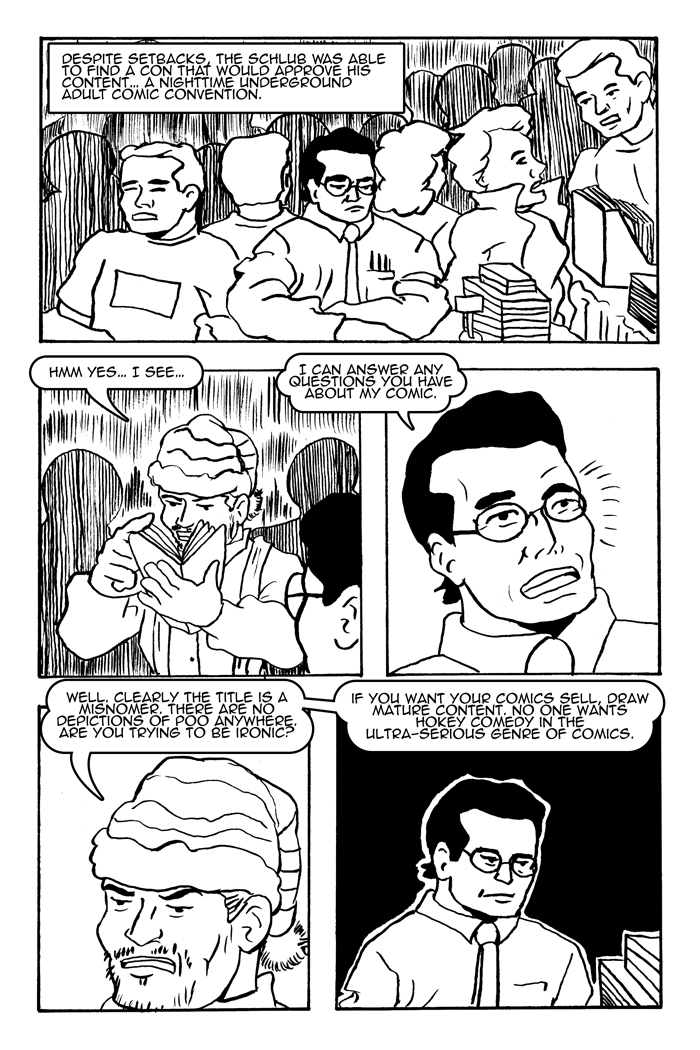 DESPITE SETBACKS, THE SCHLUB WAS ABLE
TO FIND A CON THAT WOULD APPROVE HIS
CONTENT... A NIGHTTIME UNDERGROUND
ADULT COMIC CONVENTION.
HMM YES... I SEE...
I CAN ANSWER ANY
QUESTIONS YOU HAVE
ABOUT MY COMIC.
WELL, CLEARLY THE TITLE IS A
MISNOMER. THERE ARE NO
DEPICTIONS OF POO ANYWHERE.
ARE YOU TRYING TO BE IRONIC?
IF YOU WANT YOUR COMICS SELL, DRAW
MATURE CONTENT. NO ONE WANTS
HOKEY COMEDY IN THE
ULTRA-SERIOUS GENRE OF COMICS.